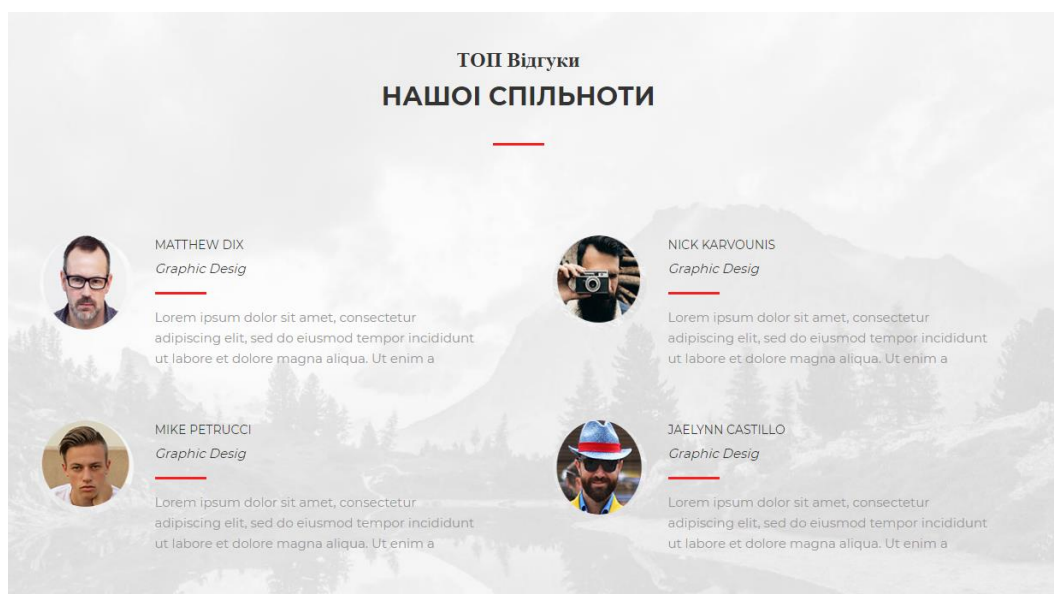 ТОП Відгуки
НАШОІ СПІЛЬНОТИ
MATTHEW DIX
Graphic Desig
Lorem ipsum dolor sit amet, consectetur
adipiscing elit, sed do eiusmod tempor incididunt
ut labore et dolore magna aliqua. Ut enim a
NICK KARVOUNIS
Graphic Desig
Lorem ipsum dolor sit amet, consectetur
adipiscing elit, sed do eiusmod tempor incididunt
ut labore et dolore magna aliqua. Ut enim a
MIKE PETRUCCI
Graphic Desig
Lorem ipsum dolor sit amet, consectetur
adipiscing elit, sed do eiusmod tempor incididunt
ut labore et dolore magna aliqua. Ut enim a
JAELYNN CASTILLO
Graphic Desig
Lorem ipsum dolor sit amet, consectetur
adipiscing elit, sed do eiusmod tempor incididunt
ut labore et dolore magna aliqua. Ut enim a